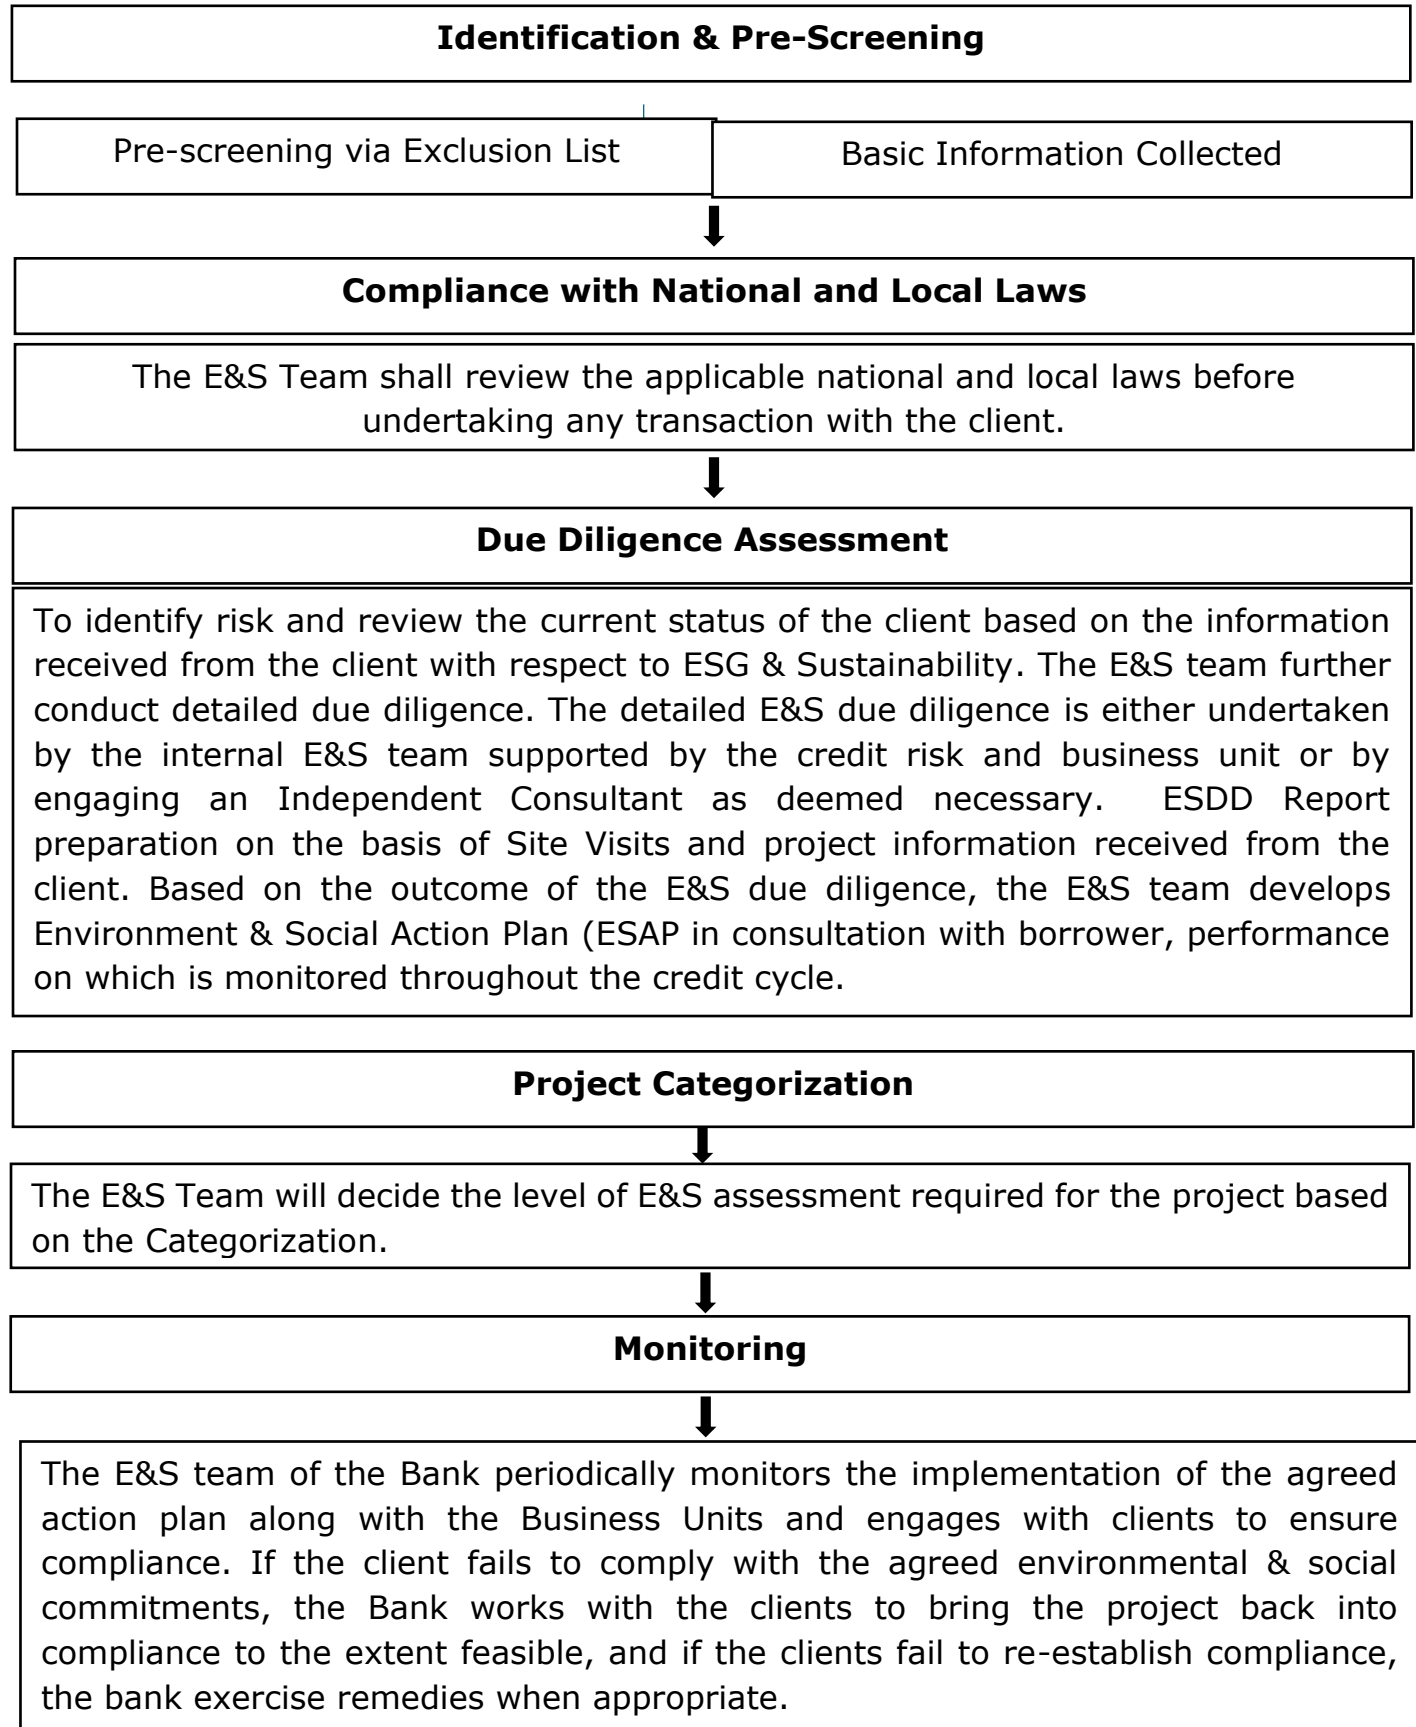 Identification & Pre-Screening
Pre-screening via Exclusion List
Basic Information Collected
Compliance with National and Local Laws
The E&S Team shall review the applicable national and local laws before
undertaking any transaction with the client.
Due Diligence Assessment
To identify risk and review the current status of the client based on the information
received from the client with respect to ESG & Sustainability. The E&S team further
conduct detailed due diligence. The detailed E&S due diligence is either undertaken
by the internal E&S team supported by the credit risk and business unit or by
engaging an Independent Consultant as deemed necessary. ESDD Report
preparation on the basis of Site Visits and project information received from the
client. Based on the outcome of the E&S due diligence, the E&S team develops
Environment & Social Action Plan (ESAP in consultation with borrower, performance
on which is monitored throughout the credit cycle.
Project Categorization
The E&S Team will decide the level of E&S assessment required for the project based
on the Categorization.
Monitoring
The E&S team of the Bank periodically monitors the implementation of the agreed
action plan along with the Business Units and engages with clients to ensure
compliance. If the client fails to comply with the agreed environmental & social
commitments, the Bank works with the clients to bring the project back into
compliance to the extent feasible, and if the clients fail to re-establish compliance,
the bank exercise remedies when appropriate.